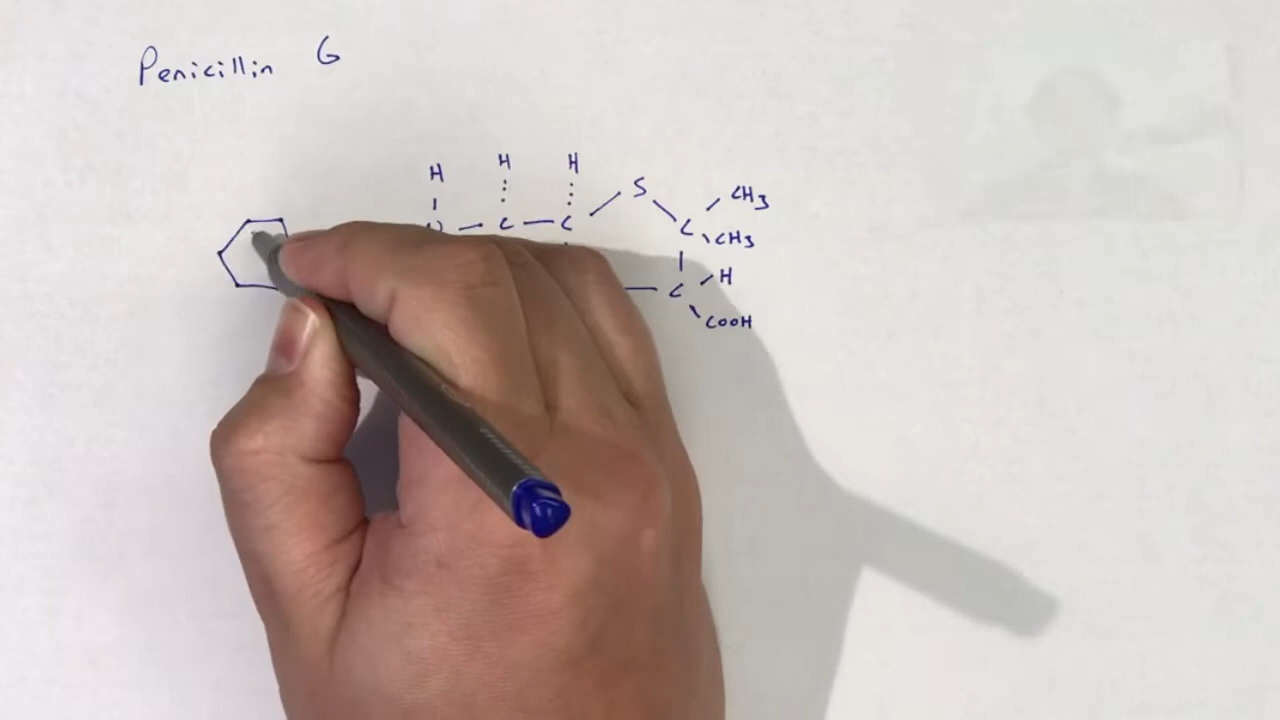 Penicillin G
H H H S CH3
C — C C CH3
H
C COOH